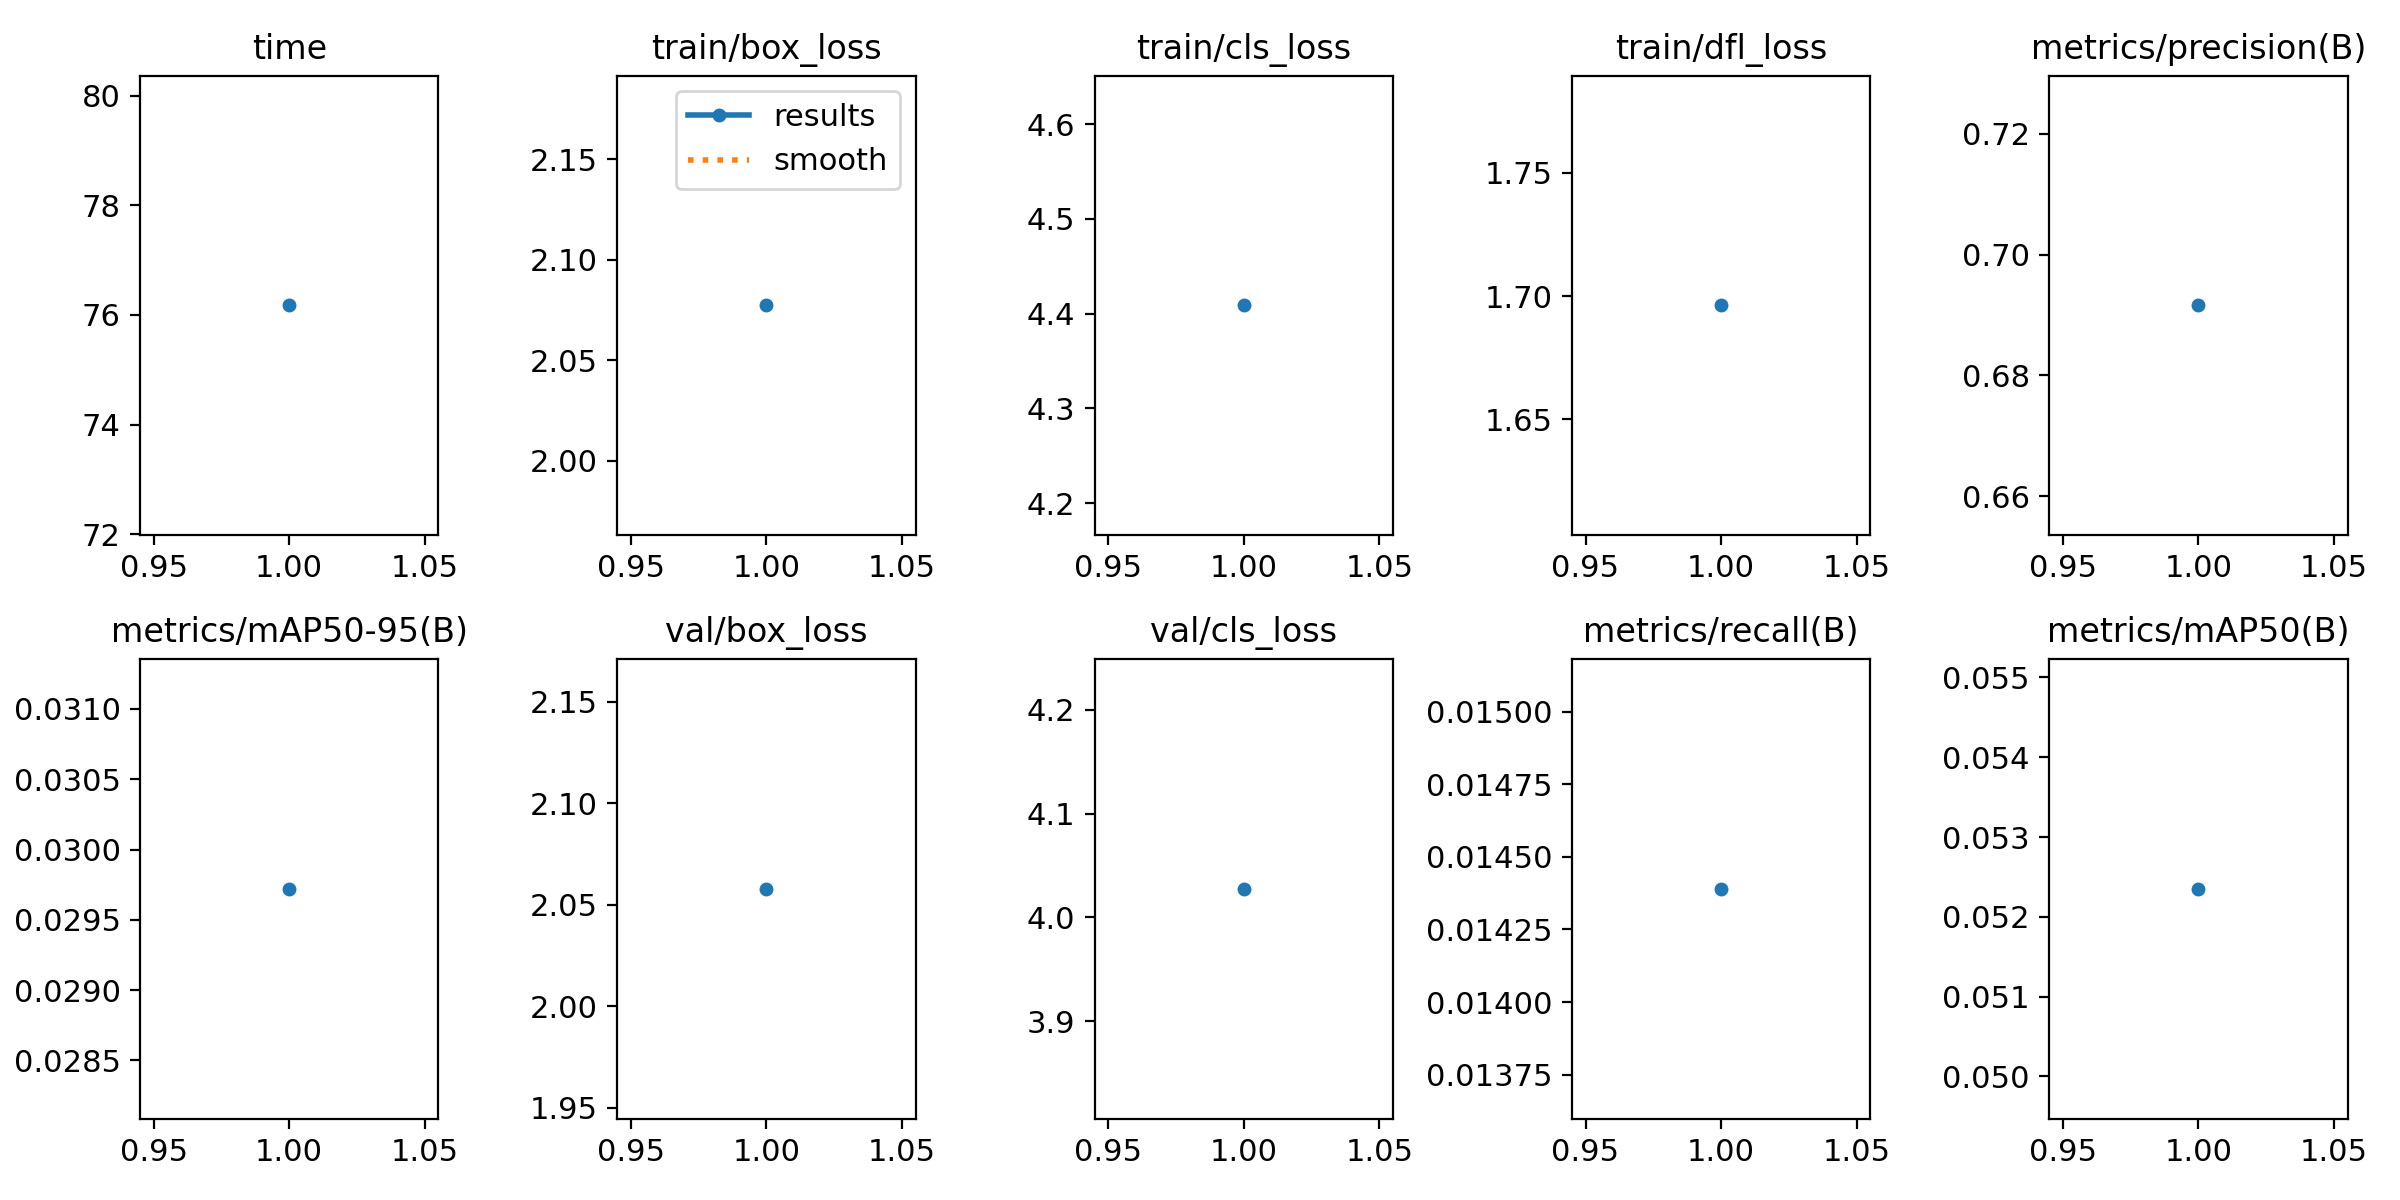 time
80
78
76
74
72
0.95 1.00 1.05
train/box_loss
results
smooth
2.15
2.10
2.05
2.00
0.95 1.00 1.05
train/cls_loss
4.6
4.5
4.4
4.3
4.2
0.95 1.00 1.05
train/dfl_loss
1.75
1.70
1.65
0.95 1.00 1.05
metrics/precision(B)
0.72
0.70
0.68
0.66
0.95 1.00 1.05
metrics/mAP50-95(B)
0.0310
0.0305
0.0300
0.0295
0.0290
0.0285
0.95 1.00 1.05
val/box_loss
2.15
2.10
2.05
2.00
1.95
0.95 1.00 1.05
val/cls_loss
4.2
4.1
4.0
3.9
0.95 1.00 1.05
metrics/recall(B)
0.01500
0.01475
0.01450
0.01425
0.01400
0.01375
0.95 1.00 1.05
metrics/mAP50(B)
0.055
0.054
0.053
0.052
0.051
0.050
0.95 1.00 1.05